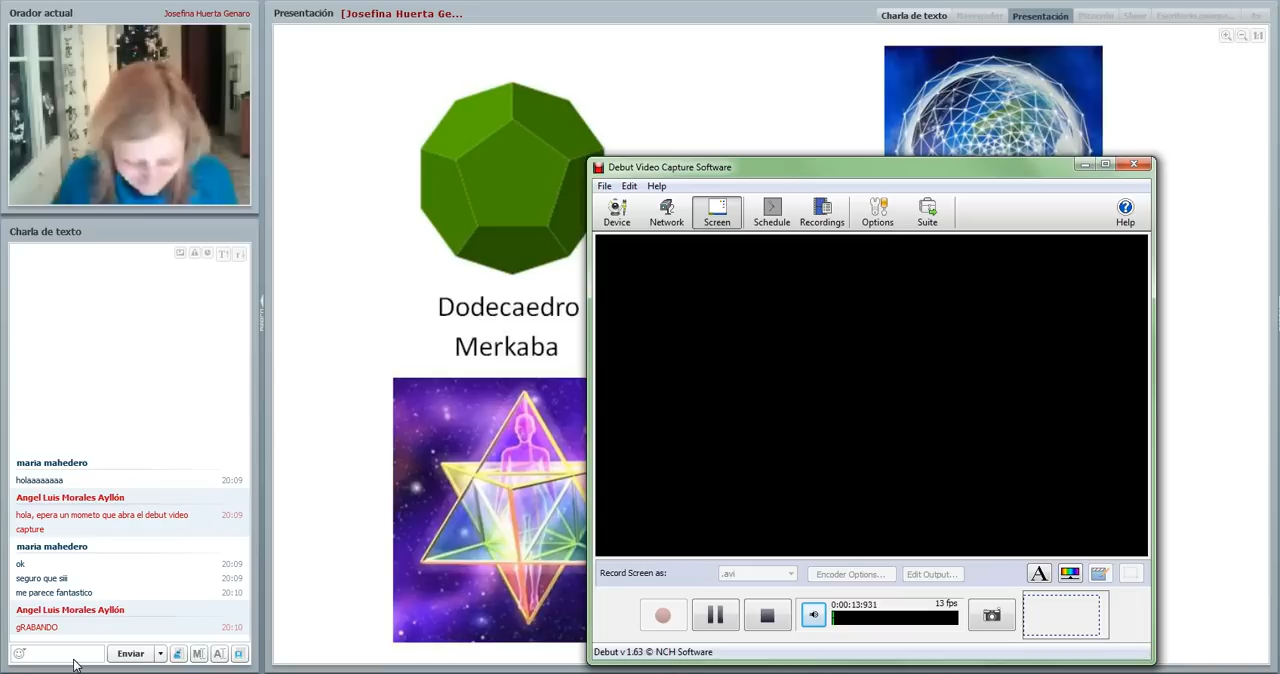 Orador actual
Josefina Huerta Genaro
Presentación
[Josefina Huerta Ge...
Charla de texto
Presentación
Dodecaedro
Merkaba
Debut Video Capture Software
File Edit Help
Device Network Screen Schedule Recordings Options Suite Help
Record Screen as: .avi Encoder Options... Edit Output...
0:00:13:931 13 fps
Debut v 1.63 © NCH Software
Charla de texto
maria mahedero
holaaaaaaaa 20:09
Angel Luis Morales Ayllón
hola, epera un mometo que abra el debut video 20:09
capture
maria mahedero
ok 20:09
seguro que siii 20:09
me parece fantastico 20:10
Angel Luis Morales Ayllón
gRABANDO 20:10
Enviar